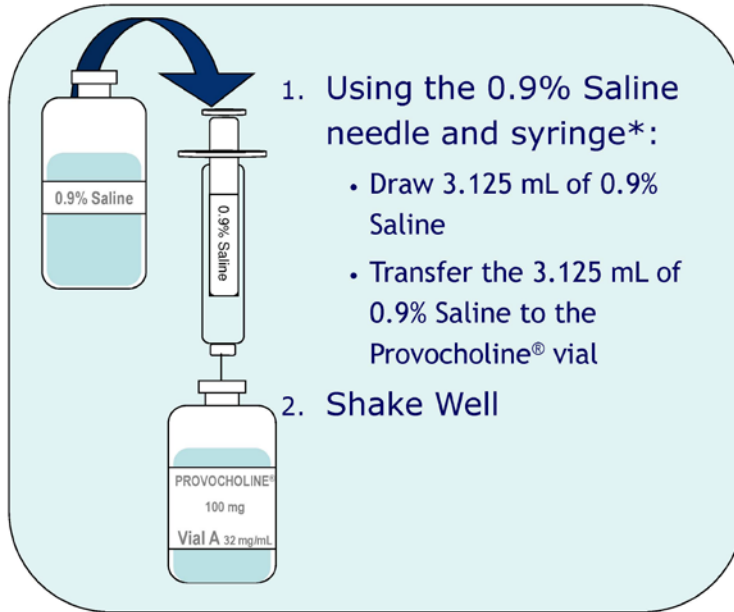 1. Using the 0.9% Saline
needle and syringe*:
• Draw 3.125 mL of 0.9%
Saline
• Transfer the 3.125 mL of
0.9% Saline to the
Provocholine® vial
2. Shake Well
0.9% Saline
0.9% Saline
PROVOCHOLINE®
100 mg
Vial A 32 mg/mL